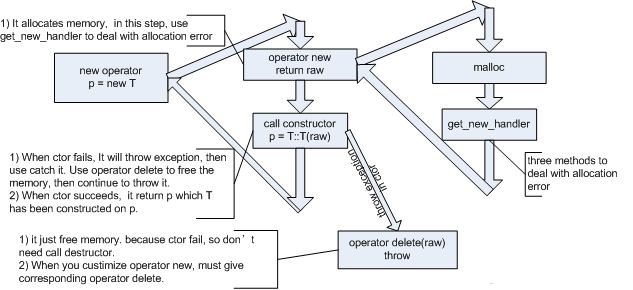 1) It allocates memory, in this step, use
get_new_handler to deal with allocation error
new operator
p = new T
operator new
return raw
malloc
call constructor
p = T::T(raw)
get_new_handler
1) When ctor fails, It will throw exception, then
use catch it. Use operator delete to free the
memory, then continue to throw it.
2) When ctor succeeds, it return p which T
has been constructed on p.
three methods to
deal with allocation
error
throw exception
in ctor
1) it just free memory. because ctor fail, so don't
need call destructor.
2) When you custimize operator new, must give
corresponding operator delete.
operator delete(raw)
throw